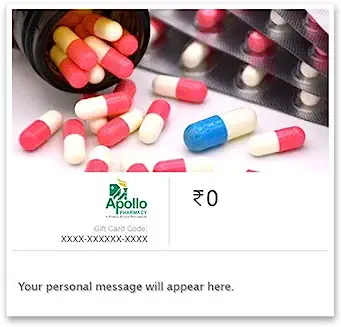 Apollo
PHARMACY
₹0
Gift Card Code:
XXXX-XXXXXX-XXXX
Your personal message will appear here.